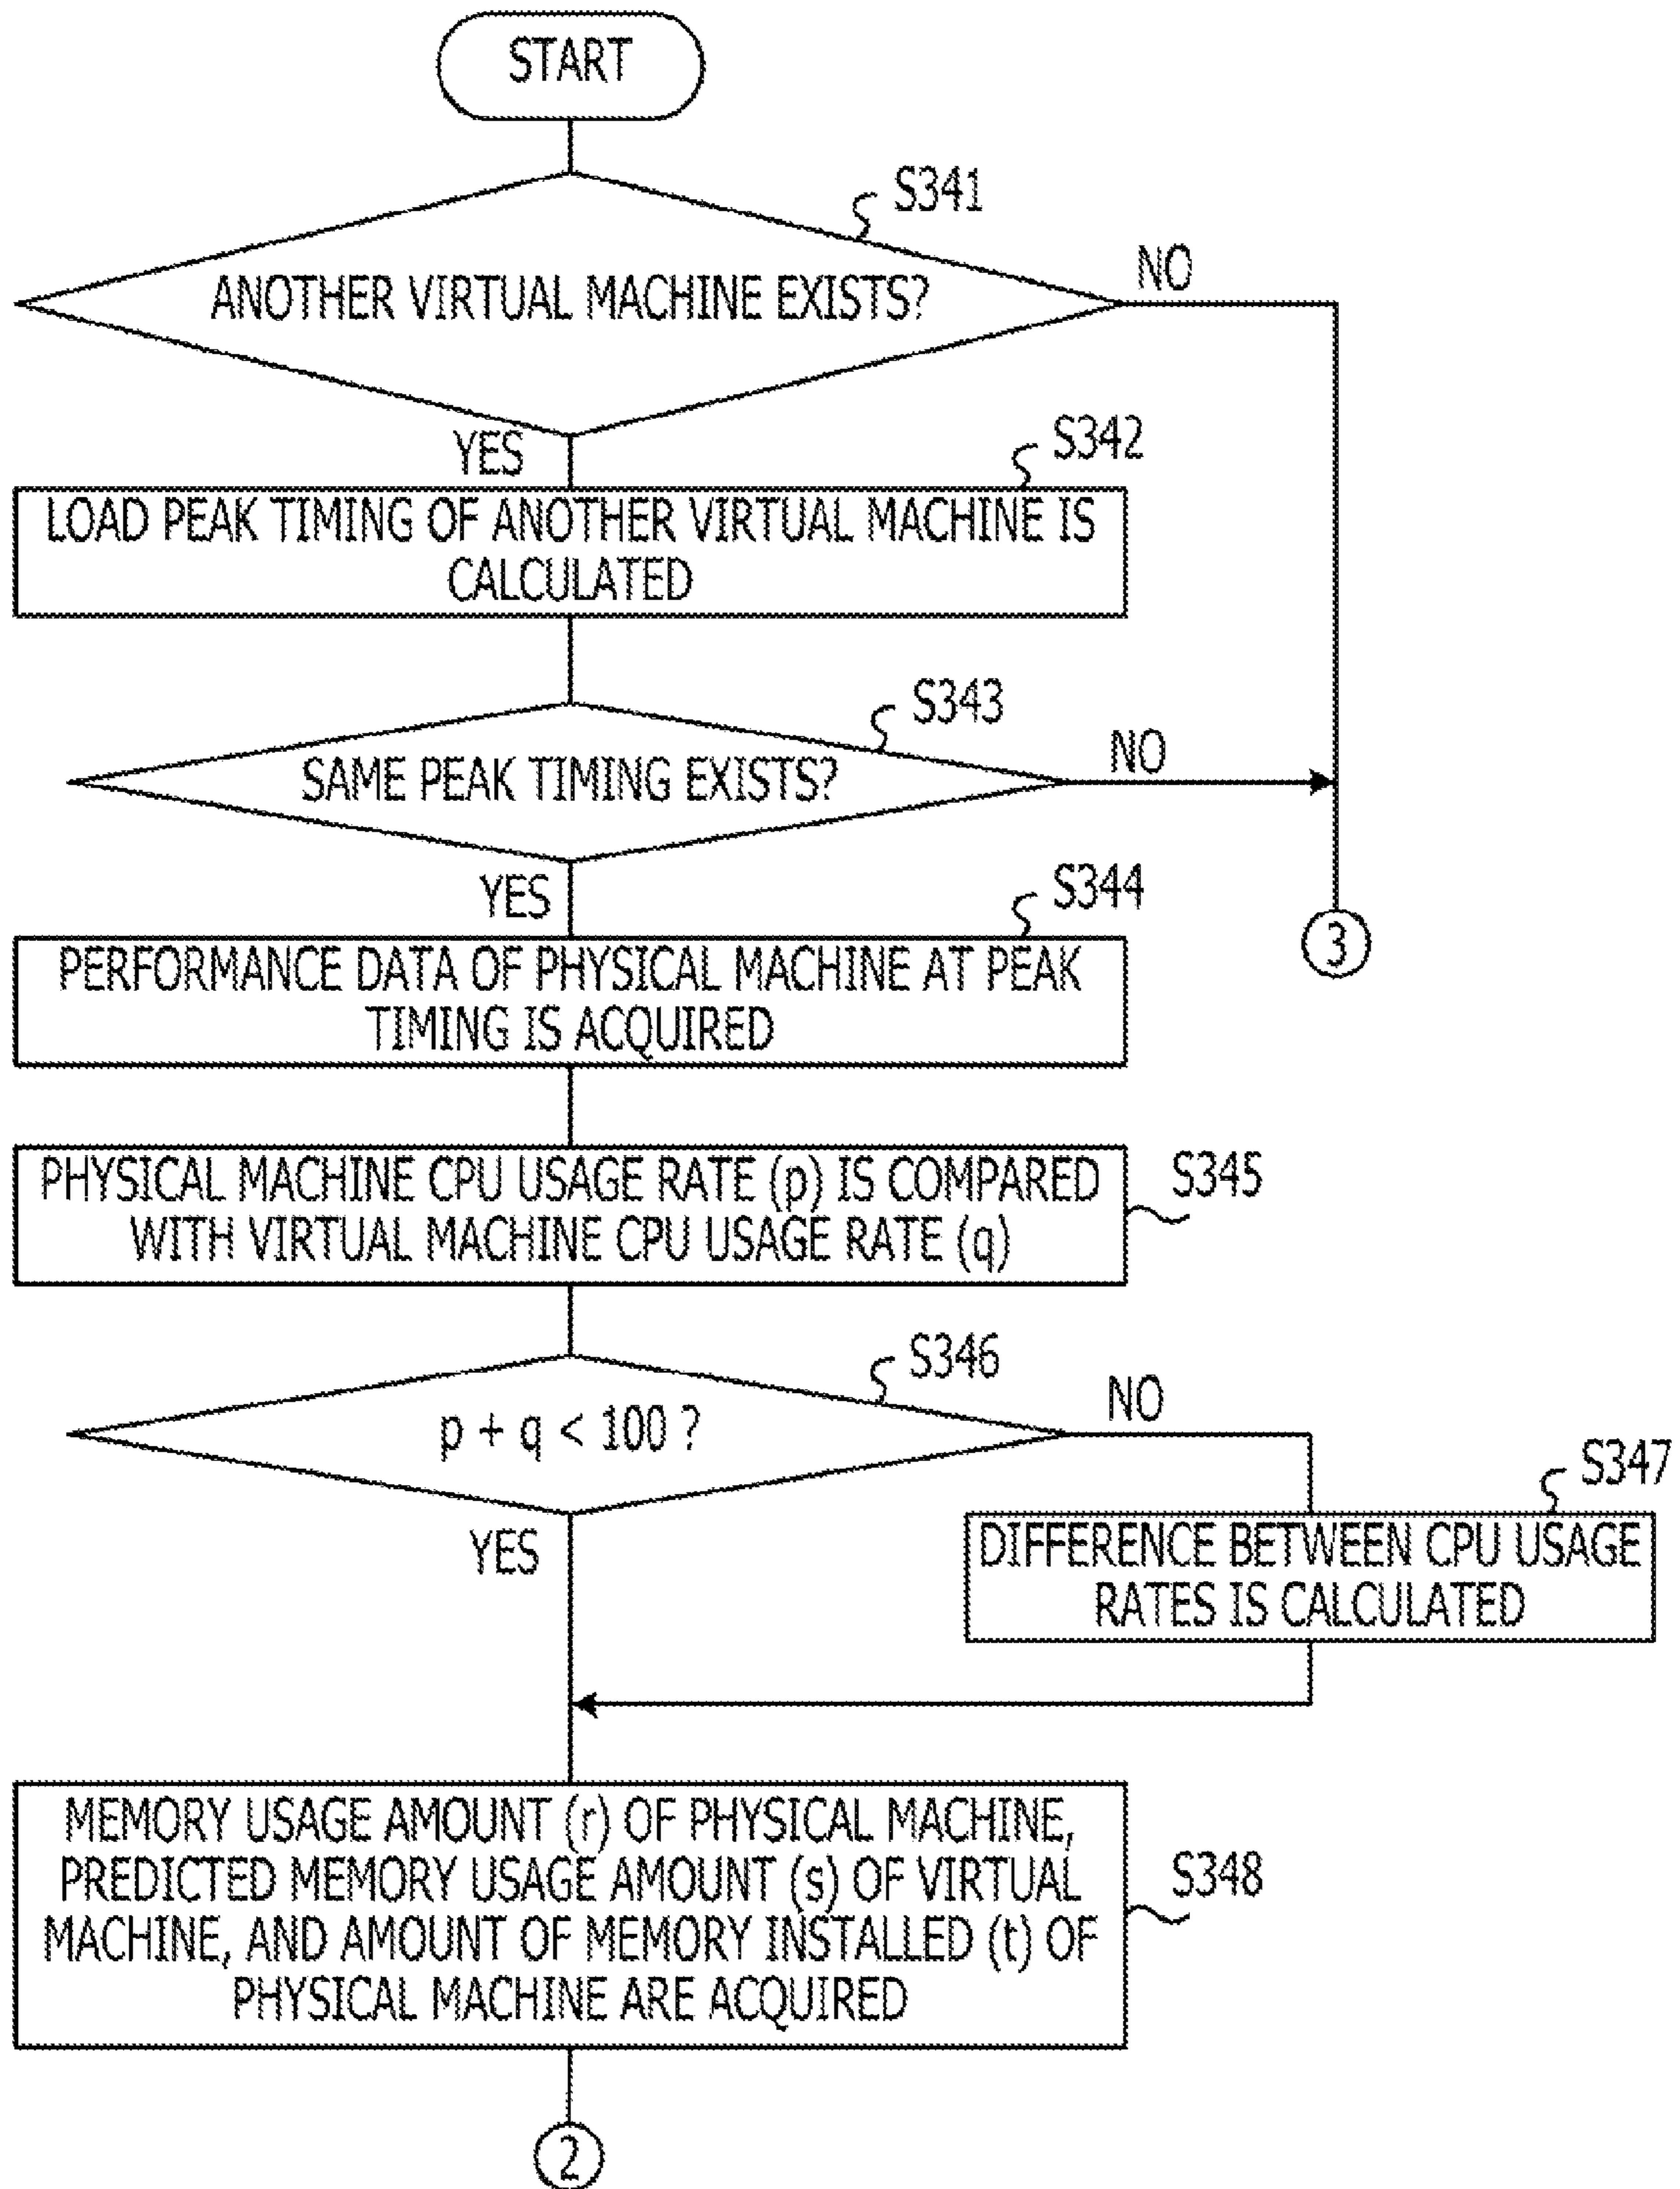 START
S341
ANOTHER VIRTUAL MACHINE EXISTS?
NO
YES
S342
LOAD PEAK TIMING OF ANOTHER VIRTUAL MACHINE IS
CALCULATED
S343
SAME PEAK TIMING EXISTS?
NO
YES
S344
3
PERFORMANCE DATA OF PHYSICAL MACHINE AT PEAK
TIMING IS ACQUIRED
PHYSICAL MACHINE CPU USAGE RATE (p) IS COMPARED
WITH VIRTUAL MACHINE CPU USAGE RATE (q)
S345
S346
p + q < 100 ?
NO
YES
S347
DIFFERENCE BETWEEN CPU USAGE
RATES IS CALCULATED
MEMORY USAGE AMOUNT (r) OF PHYSICAL MACHINE,
PREDICTED MEMORY USAGE AMOUNT (s) OF VIRTUAL
MACHINE, AND AMOUNT OF MEMORY INSTALLED (t) OF
PHYSICAL MACHINE ARE ACQUIRED
S348
2